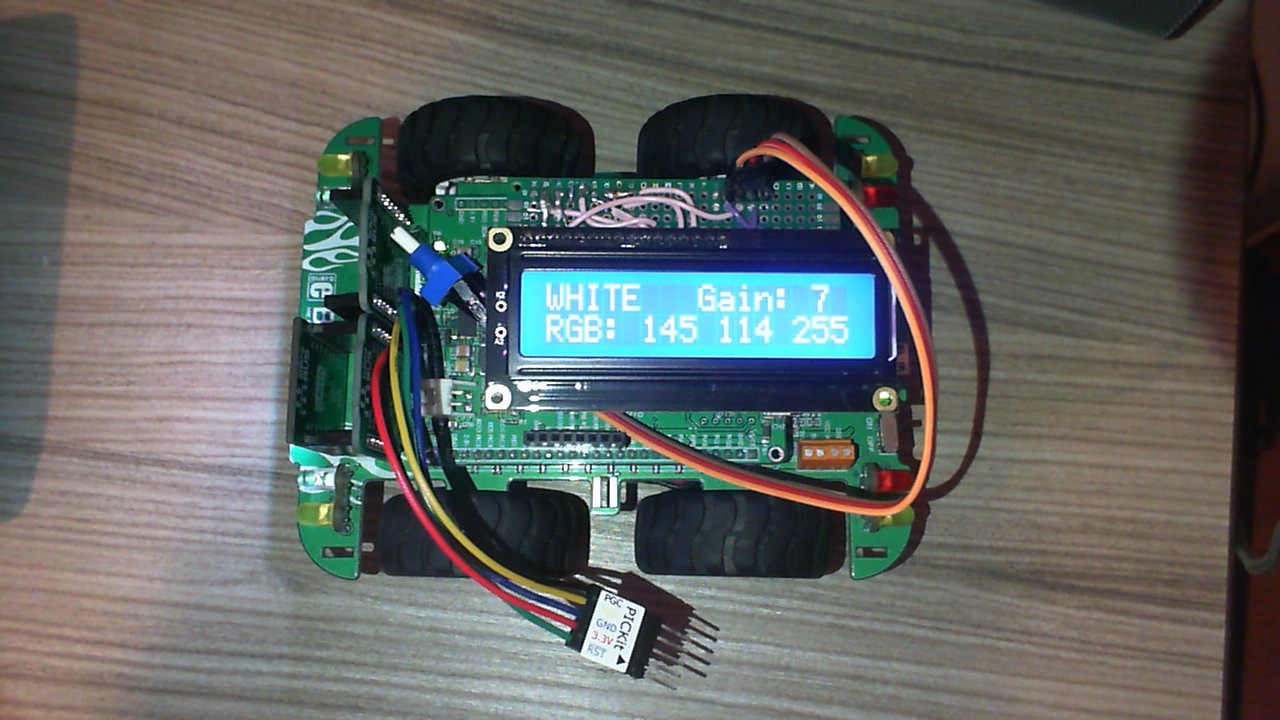 WHITE Gain: 7
RGB: 145 114 255
PGC
GND
3.3V
RST
PICKit